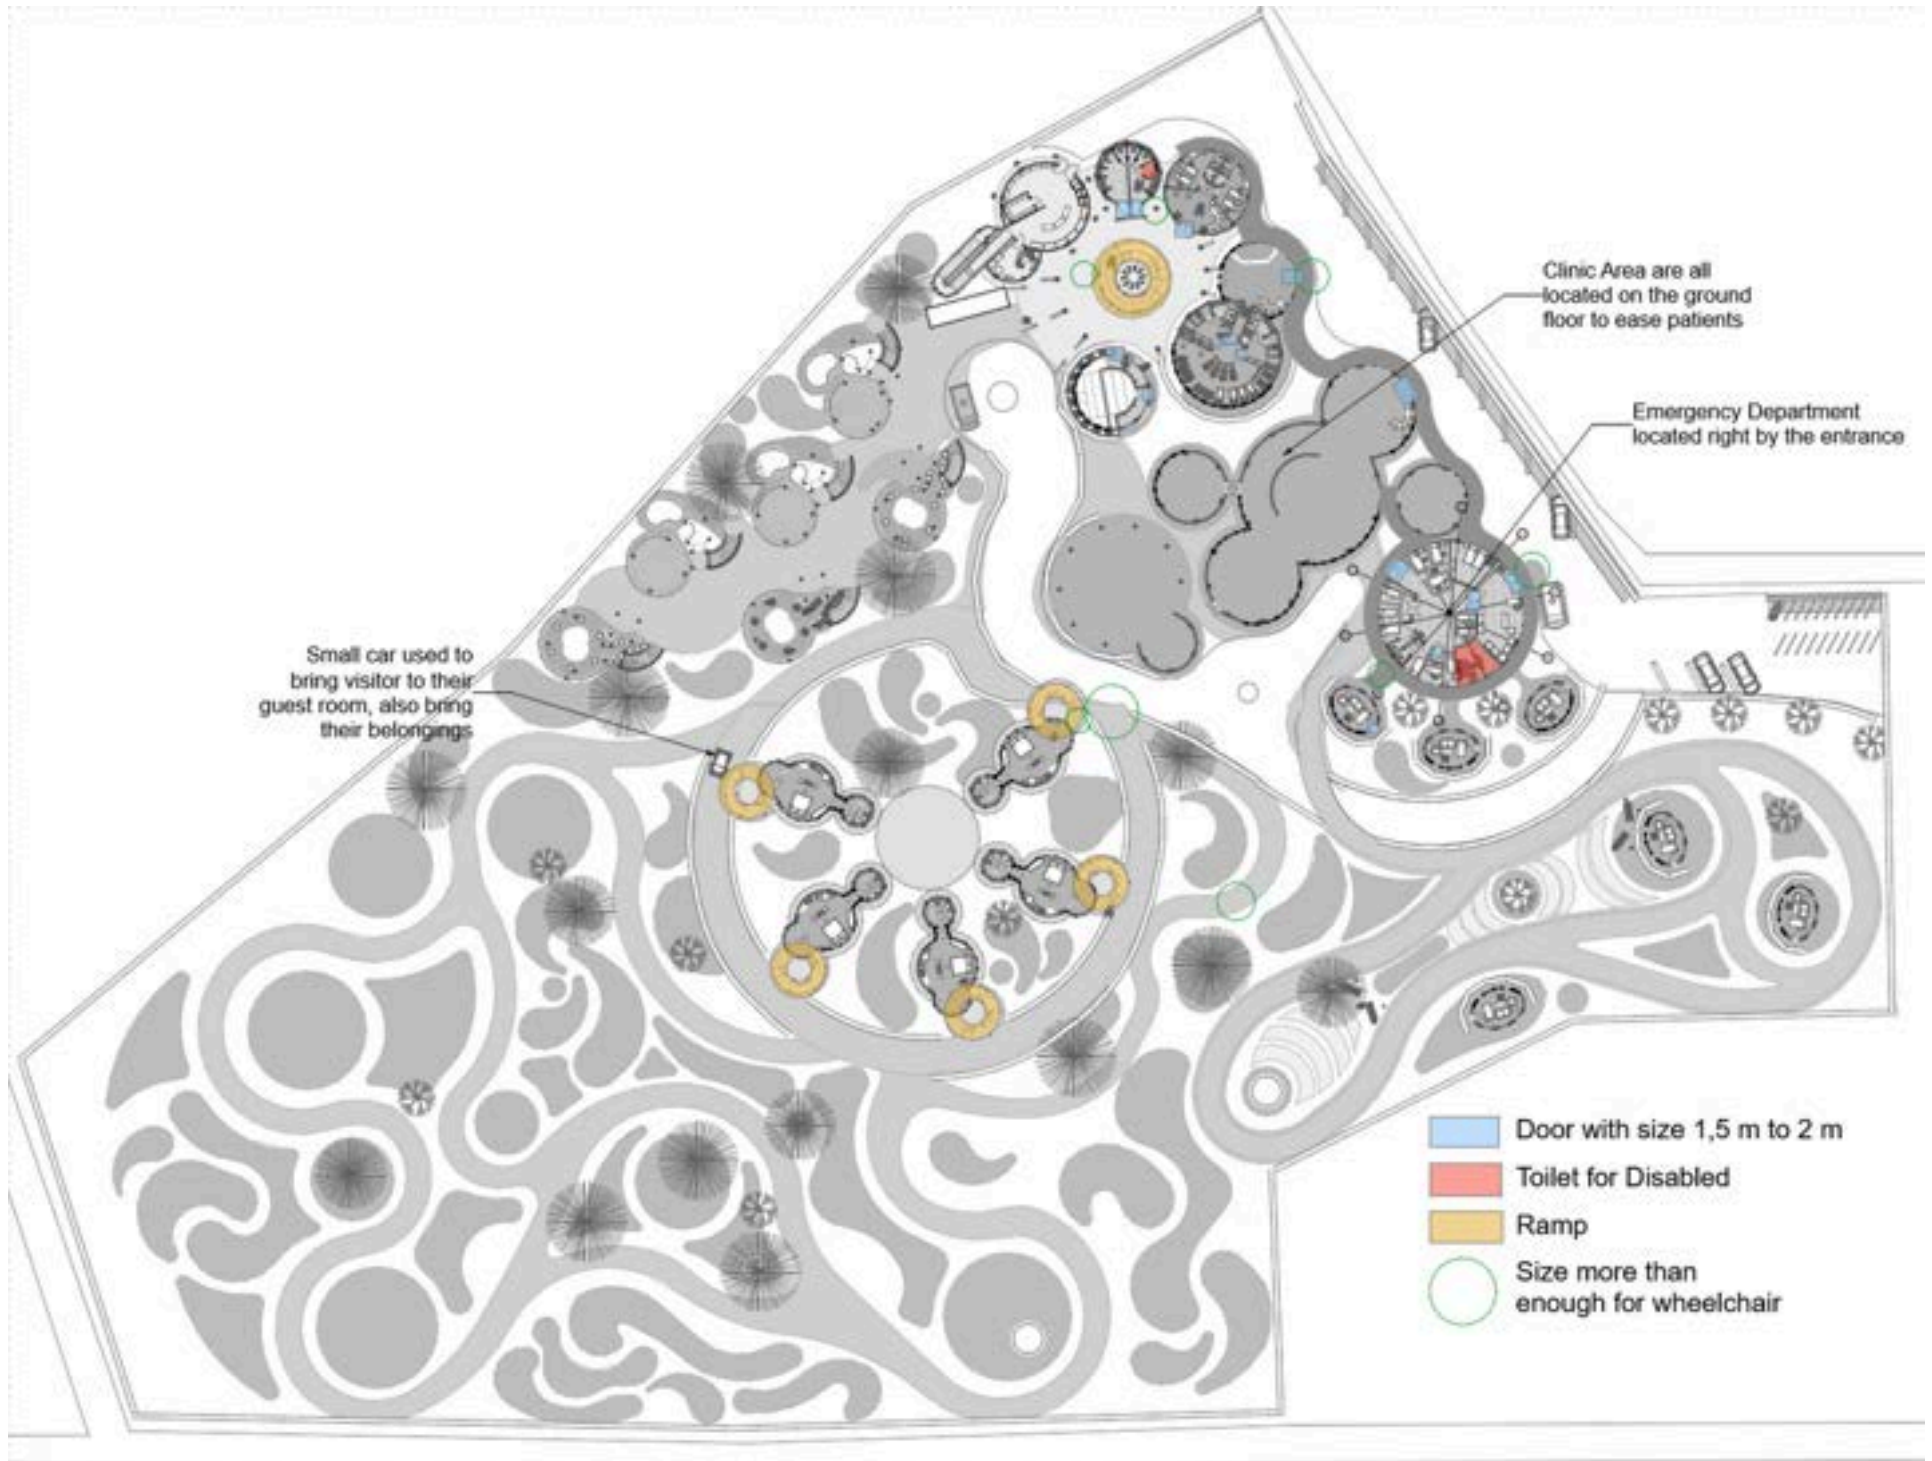 Clinic Area are all
located on the ground
floor to ease patients
Emergency Department
located right by the entrance
Small car used to
bring visitor to their
guest room, also bring
their belongings
Door with size 1,5 m to 2 m
Toilet for Disabled
Ramp
Size more than
enough for wheelchair